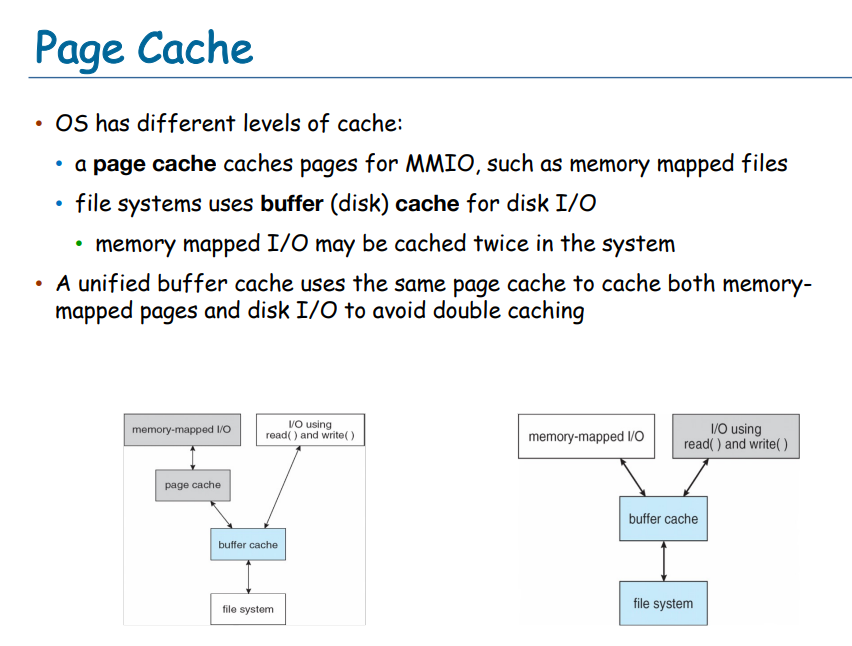 Page Cache
• OS has different levels of cache:
• a page cache caches pages for MMIO, such as memory mapped files
• file systems uses buffer (disk) cache for disk I/O
• memory mapped I/O may be cached twice in the system
• A unified buffer cache uses the same page cache to cache both memory-
mapped pages and disk I/O to avoid double caching
memory-mapped I/O
I/O using
read( ) and write( )
page cache
buffer cache
file system
memory-mapped I/O
I/O using
read( ) and write( )
buffer cache
file system